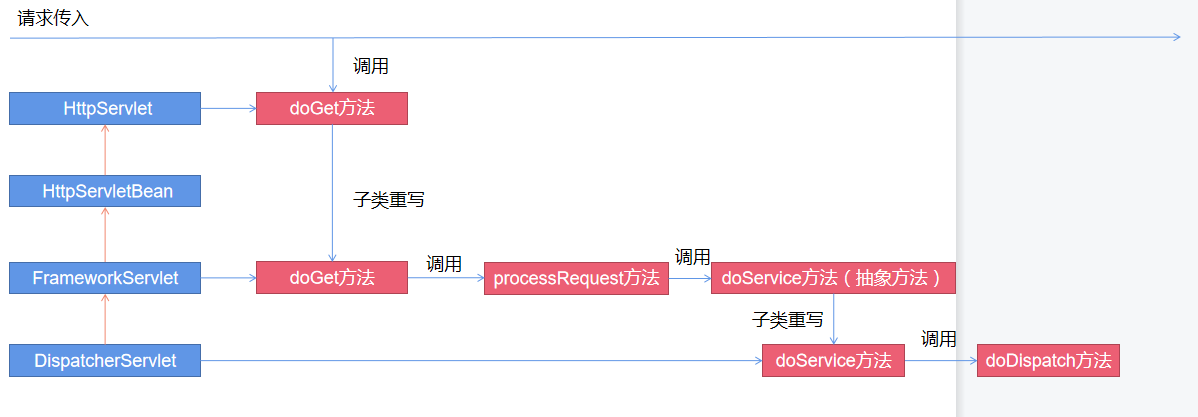 请求传入
调用
HttpServlet
doGet方法
HttpServletBean
子类重写
FrameworkServlet
doGet方法
调用
processRequest方法
调用
doService方法（抽象方法）
子类重写
DispatcherServlet
doService方法
调用
doDIspatch方法